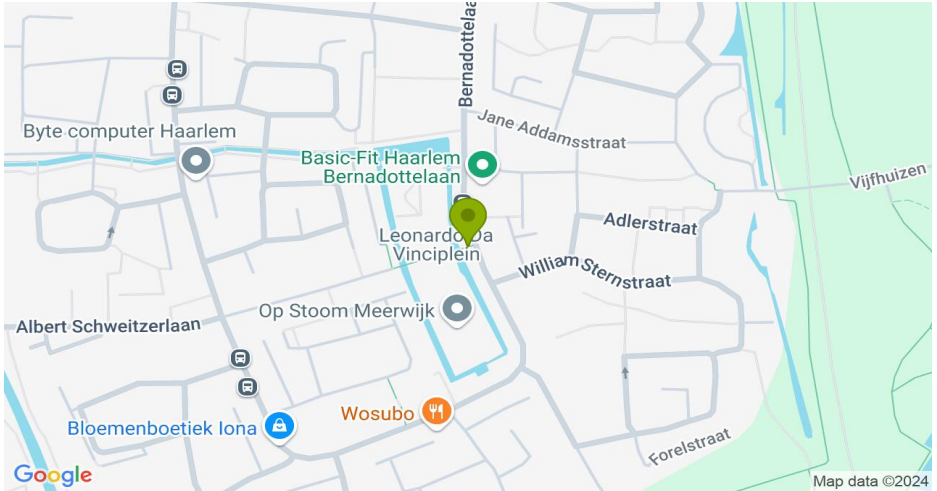 Bernadottelaa
Jane Addamsstraat
Byte computer Haarlem
Basic-Fit Haarlem
Bernadottelaan
Vijfhuizen
Adlerstraat
Leonardo Da
Vinciplein
William Sternstraat
Op Stoom Meerwijk
Albert Schweitzerlaan
Wosubo
Bloemenboetiek Iona
Forelstraat
Google
Map data ©2024